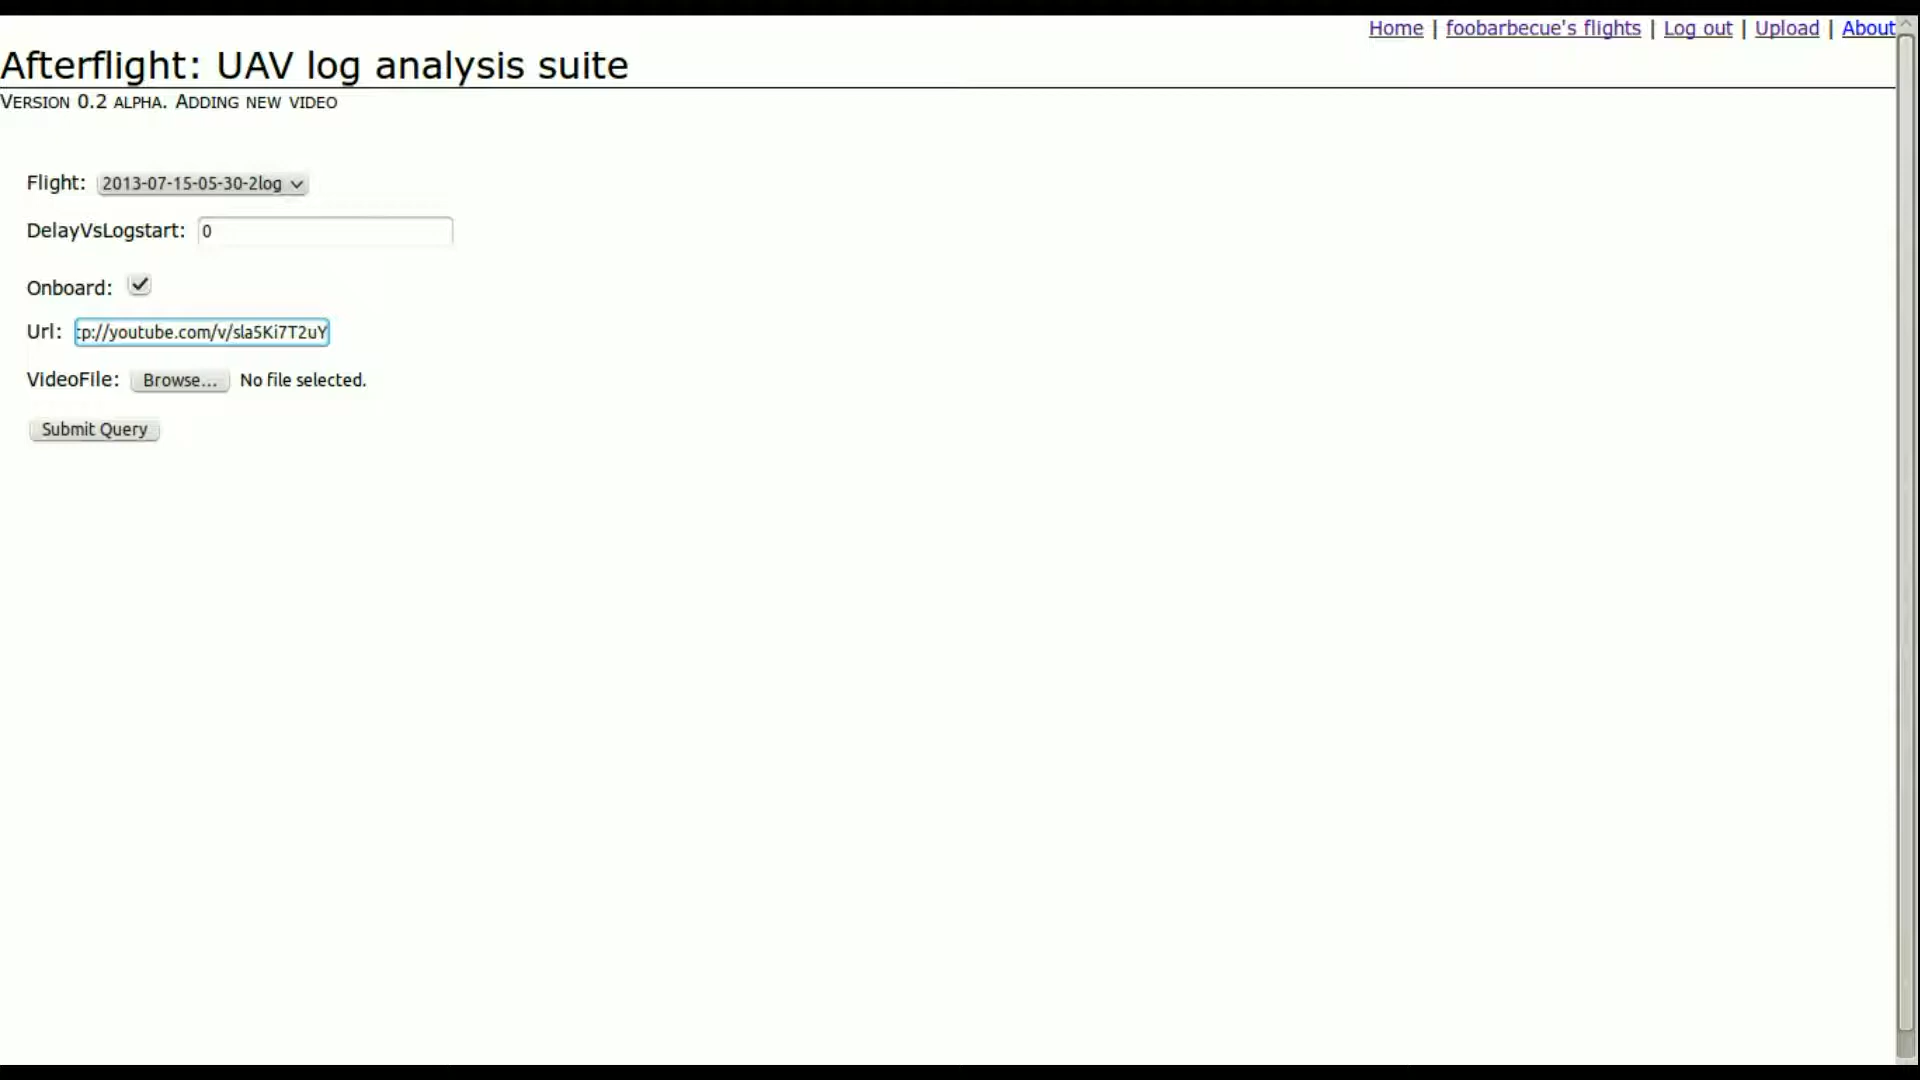 Home | foobarbecue's flights | Log out | Upload | About
Afterflight: UAV log analysis suite
Version 0.2 alpha. Adding new video
Flight: 2013-07-15-05-30-2log
DelayVsLogstart: 0
Onboard:
Url: tp://youtube.com/v/sla5Ki7T2uY
VideoFile: Browse... No file selected.
Submit Query